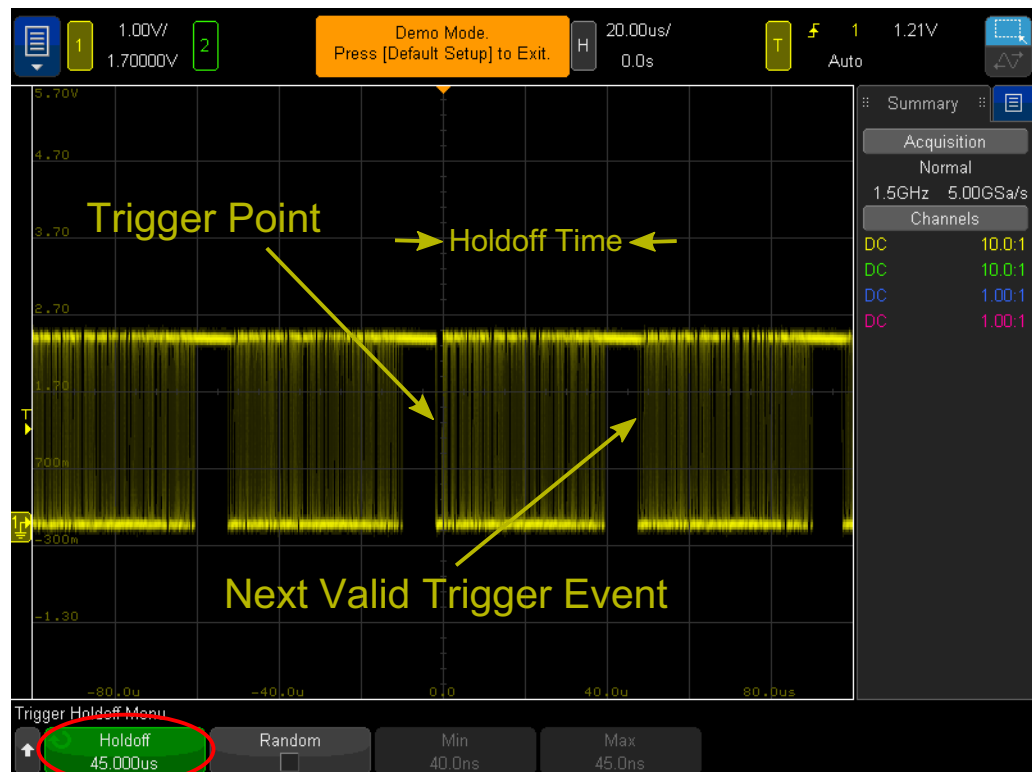 1
1.00V/
1.70000V
2
Demo Mode.
Press [Default Setup] to Exit.
H
20.00us/
0.0s
T
1
1.21V
Auto
5.70V
4.70
3.70
2.70
1.70
700m
-300m
-1.30
T
1
Trigger Point
Holdoff Time
Next Valid Trigger Event
-80.0u
-40.0u
0.0
40.0u
80.0us
Summary
Acquisition
Normal
1.5GHz 5.00GSa/s
Channels
DC 10.0:1
DC 10.0:1
DC 1.00:1
DC 1.00:1
Trigger Holdoff Menu
Holdoff
45.000us
Random
Min
40.0ns
Max
45.0ns